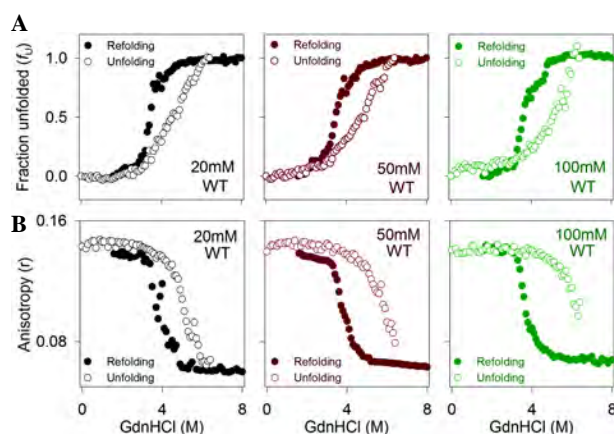 A
Fraction unfolded (fU)
1.0
0.5
0.0
Refolding
Unfolding
20mM
WT
Refolding
Unfolding
50mM
WT
Refolding
Unfolding
100mM
WT
B
Anisotropy (r)
0.16
0.08
20mM
WT
Refolding
Unfolding
0 4 8
GdnHCl (M)
50mM
WT
Refolding
Unfolding
0 4 8
GdnHCl (M)
100mM
WT
Refolding
Unfolding
0 4 8
GdnHCl (M)